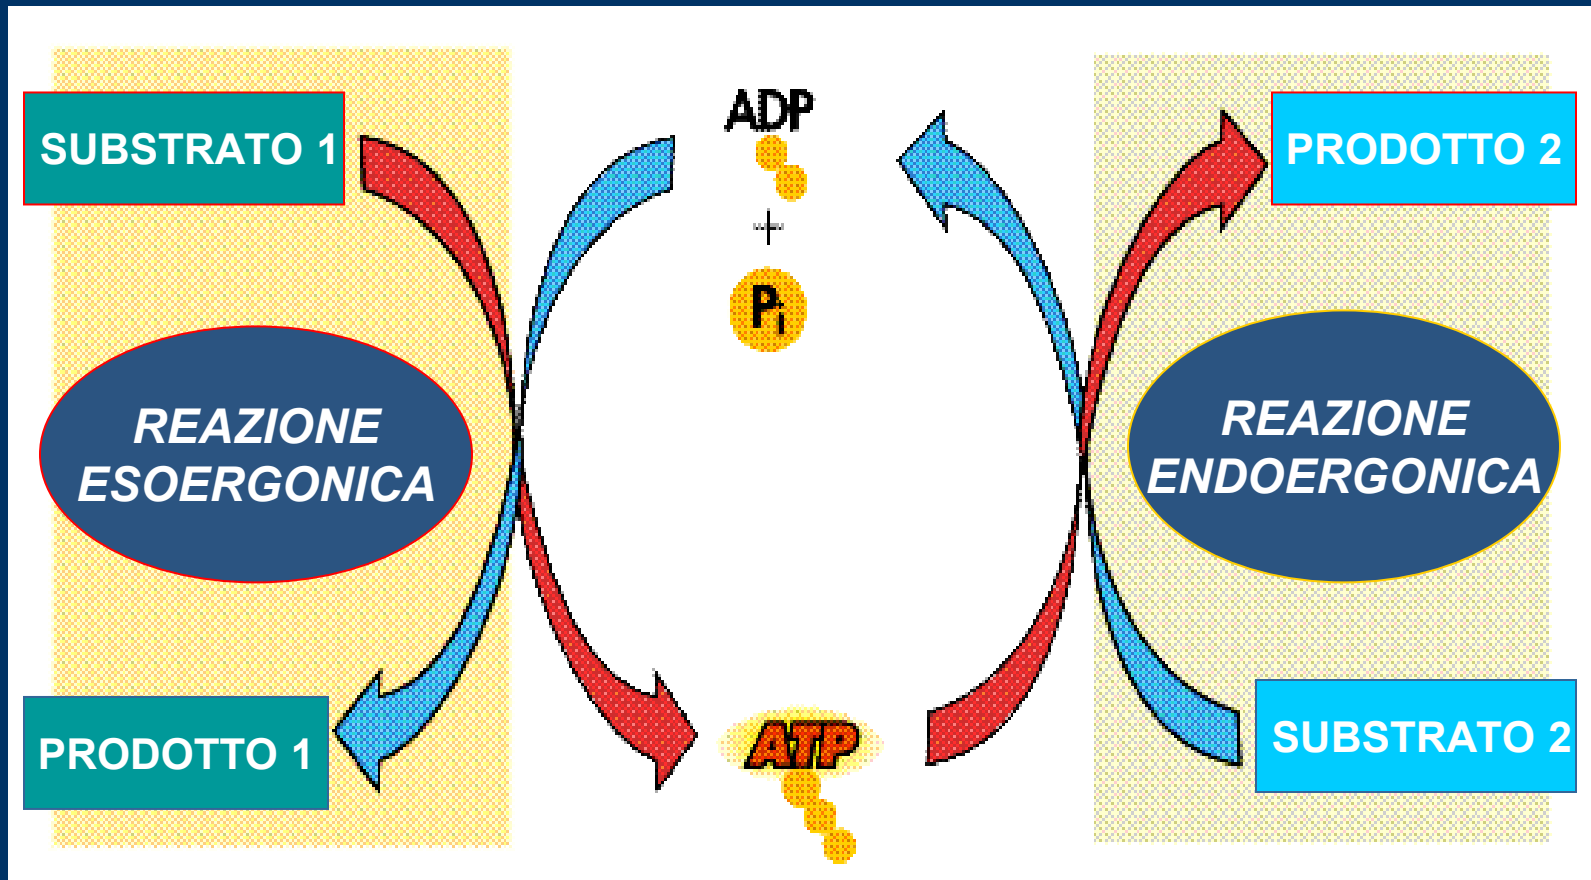 SUBSTRATO 1
ADP
+
Pi
PRODOTTO 2
REAZIONE
ESOERGONICA
REAZIONE
ENDOERGONICA
PRODOTTO 1
ATP
SUBSTRATO 2